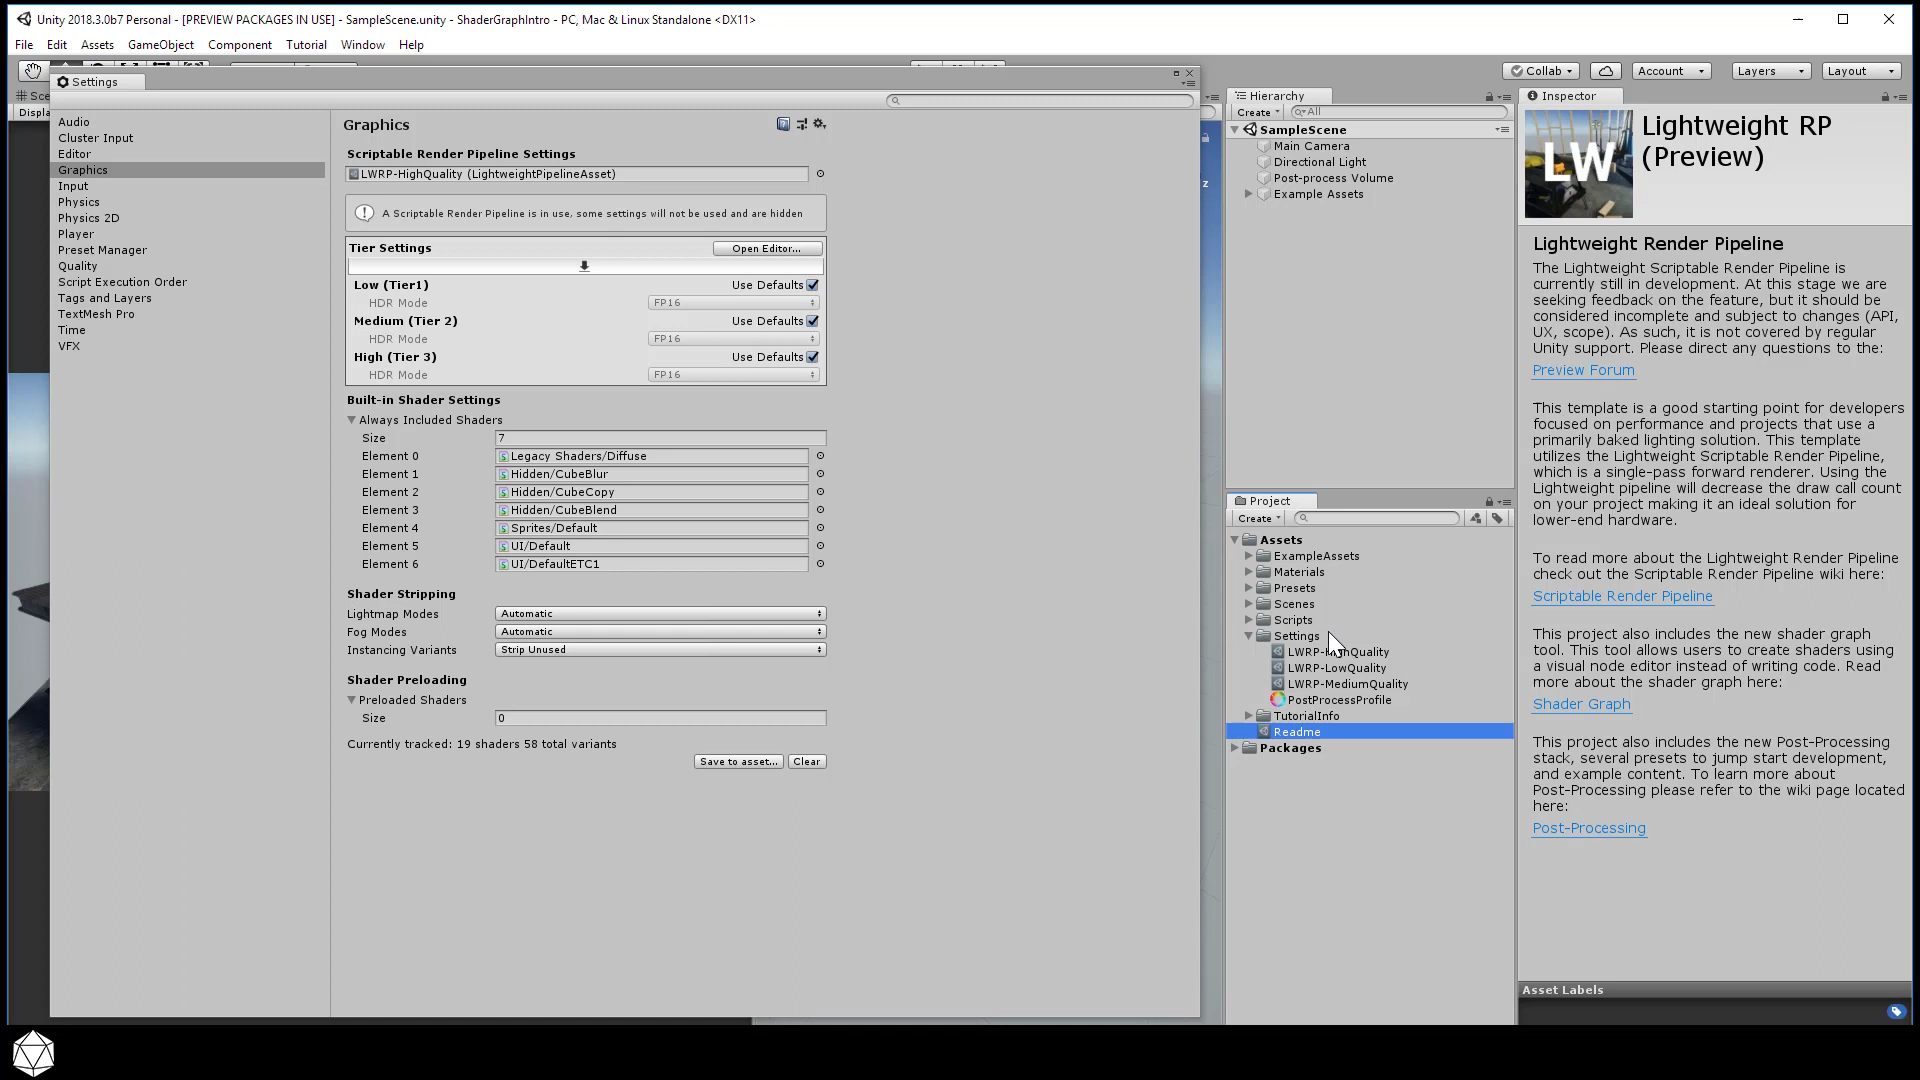 Unity 2018.3.0b7 Personal - [PREVIEW PACKAGES IN USE] - SampleScene.unity - ShaderGraphIntro - PC, Mac & Linux Standalone <DX11>
File Edit Assets GameObject Component Tutorial Window Help
Collab Account Layers Layout
Settings
Audio
Cluster Input
Editor
Graphics
Input
Physics
Physics 2D
Player
Preset Manager
Quality
Script Execution Order
Tags and Layers
TextMesh Pro
Time
VFX
Graphics
Scriptable Render Pipeline Settings
LWRP-HighQuality (LightweightPipelineAsset)
A Scriptable Render Pipeline is in use, some settings will not be used and are hidden
Tier Settings Open Editor...
Low (Tier1) Use Defaults
HDR Mode FP16
Medium (Tier 2) Use Defaults
HDR Mode FP16
High (Tier 3) Use Defaults
HDR Mode FP16
Built-in Shader Settings
Always Included Shaders
Size 7
Element 0 Legacy Shaders/Diffuse
Element 1 Hidden/CubeBlur
Element 2 Hidden/CubeCopy
Element 3 Hidden/CubeBlend
Element 4 Sprites/Default
Element 5 UI/Default
Element 6 UI/DefaultETC1
Shader Stripping
Lightmap Modes Automatic
Fog Modes Automatic
Instancing Variants Strip Unused
Shader Preloading
Preloaded Shaders
Size 0
Currently tracked: 19 shaders 58 total variants
Save to asset... Clear
z
Hierarchy
Create All
SampleScene
Main Camera
Directional Light
Post-process Volume
Example Assets
Project
Create
Assets
ExampleAssets
Materials
Presets
Scenes
Scripts
Settings
LWRP-HighQuality
LWRP-LowQuality
LWRP-MediumQuality
PostProcessProfile
TutorialInfo
Readme
Packages
Inspector
LW
Lightweight RP
(Preview)
Lightweight Render Pipeline
The Lightweight Scriptable Render Pipeline is
currently still in development. At this stage we are
seeking feedback on the feature, but it should be
considered incomplete and subject to changes (API,
UX, scope). As such, it is not covered by regular
Unity support. Please direct any questions to the:
Preview Forum
This template is a good starting point for developers
focused on performance and projects that use a
primarily baked lighting solution. This template
utilizes the Lightweight Scriptable Render Pipeline,
which is a single-pass forward renderer. Using the
Lightweight pipeline will decrease the draw call count
on your project making it an ideal solution for
lower-end hardware.
To read more about the Lightweight Render Pipeline
check out the Scriptable Render Pipeline wiki here:
Scriptable Render Pipeline
This project also includes the new shader graph
tool. This tool allows users to create shaders using
a visual node editor instead of writing code. Read
more about the shader graph here:
Shader Graph
This project also includes the new Post-Processing
stack, several presets to jump start development,
and example content. To learn more about
Post-Processing please refer to the wiki page located
here:
Post-Processing
Asset Labels